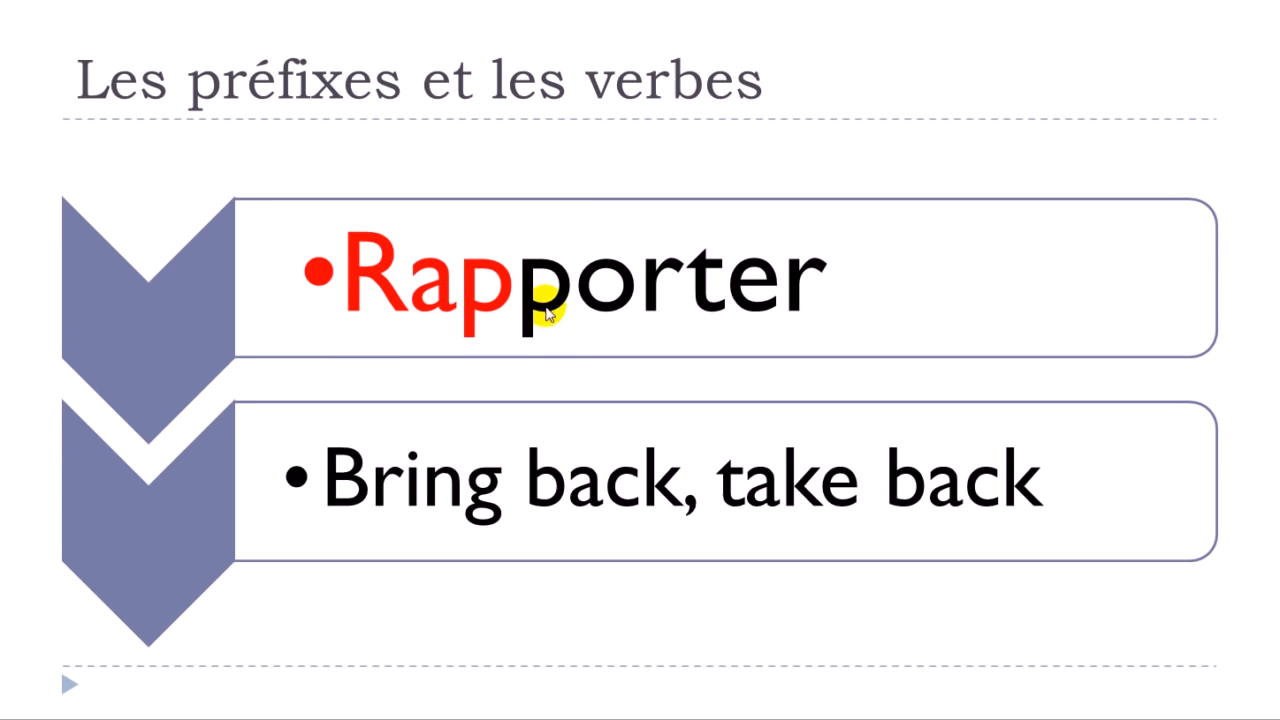 Les préfixes et les verbes
•Rapporter
•Bring back, take back